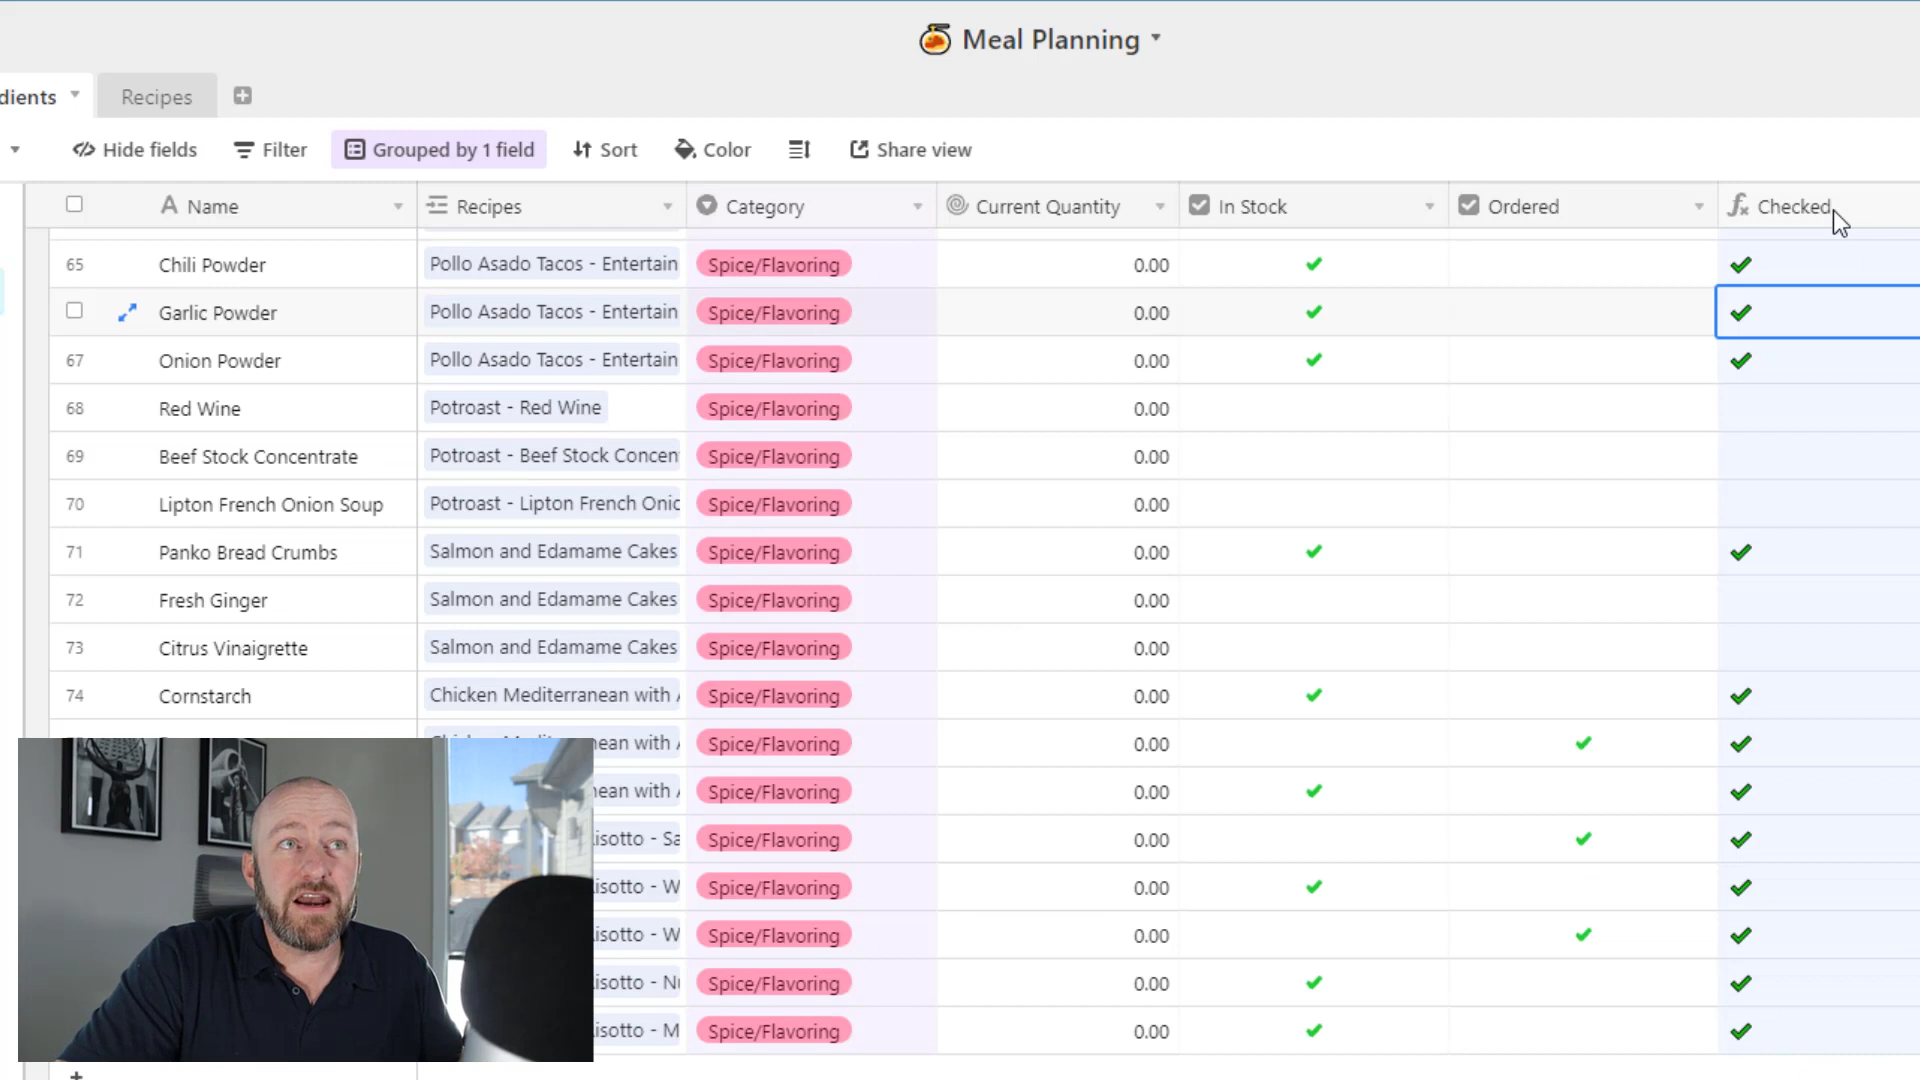 Meal Planning
dients Recipes
Hide fields Filter Grouped by 1 field Sort Color Share view
Name Recipes Category Current Quantity In Stock Ordered Checked
65 Chili Powder Pollo Asado Tacos - Entertain Spice/Flavoring 0.00
Garlic Powder Pollo Asado Tacos - Entertain Spice/Flavoring 0.00
67 Onion Powder Pollo Asado Tacos - Entertain Spice/Flavoring 0.00
68 Red Wine Potroast - Red Wine Spice/Flavoring 0.00
69 Beef Stock Concentrate Potroast - Beef Stock Concen Spice/Flavoring 0.00
70 Lipton French Onion Soup Potroast - Lipton French Onic Spice/Flavoring 0.00
71 Panko Bread Crumbs Salmon and Edamame Cakes Spice/Flavoring 0.00
72 Fresh Ginger Salmon and Edamame Cakes Spice/Flavoring 0.00
73 Citrus Vinaigrette Salmon and Edamame Cakes Spice/Flavoring 0.00
74 Cornstarch Chicken Mediterranean with Spice/Flavoring 0.00
nean with Spice/Flavoring 0.00
nean with Spice/Flavoring 0.00
isotto - Sa Spice/Flavoring 0.00
isotto - W Spice/Flavoring 0.00
isotto - W Spice/Flavoring 0.00
isotto - Nu Spice/Flavoring 0.00
isotto - M Spice/Flavoring 0.00